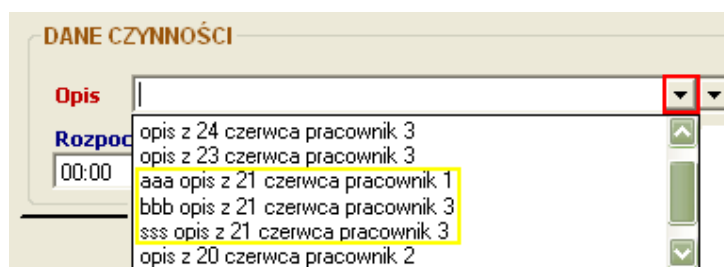 DANE CZYNNOŚCI
Opis
opis z 24 czerwca pracownik 3
Rozpoc
opis z 23 czerwca pracownik 3
00:00
aaa opis z 21 czerwca pracownik 1
bbb opis z 21 czerwca pracownik 3
sss opis z 21 czerwca pracownik 3
opis z 20 czerwca pracownik 2